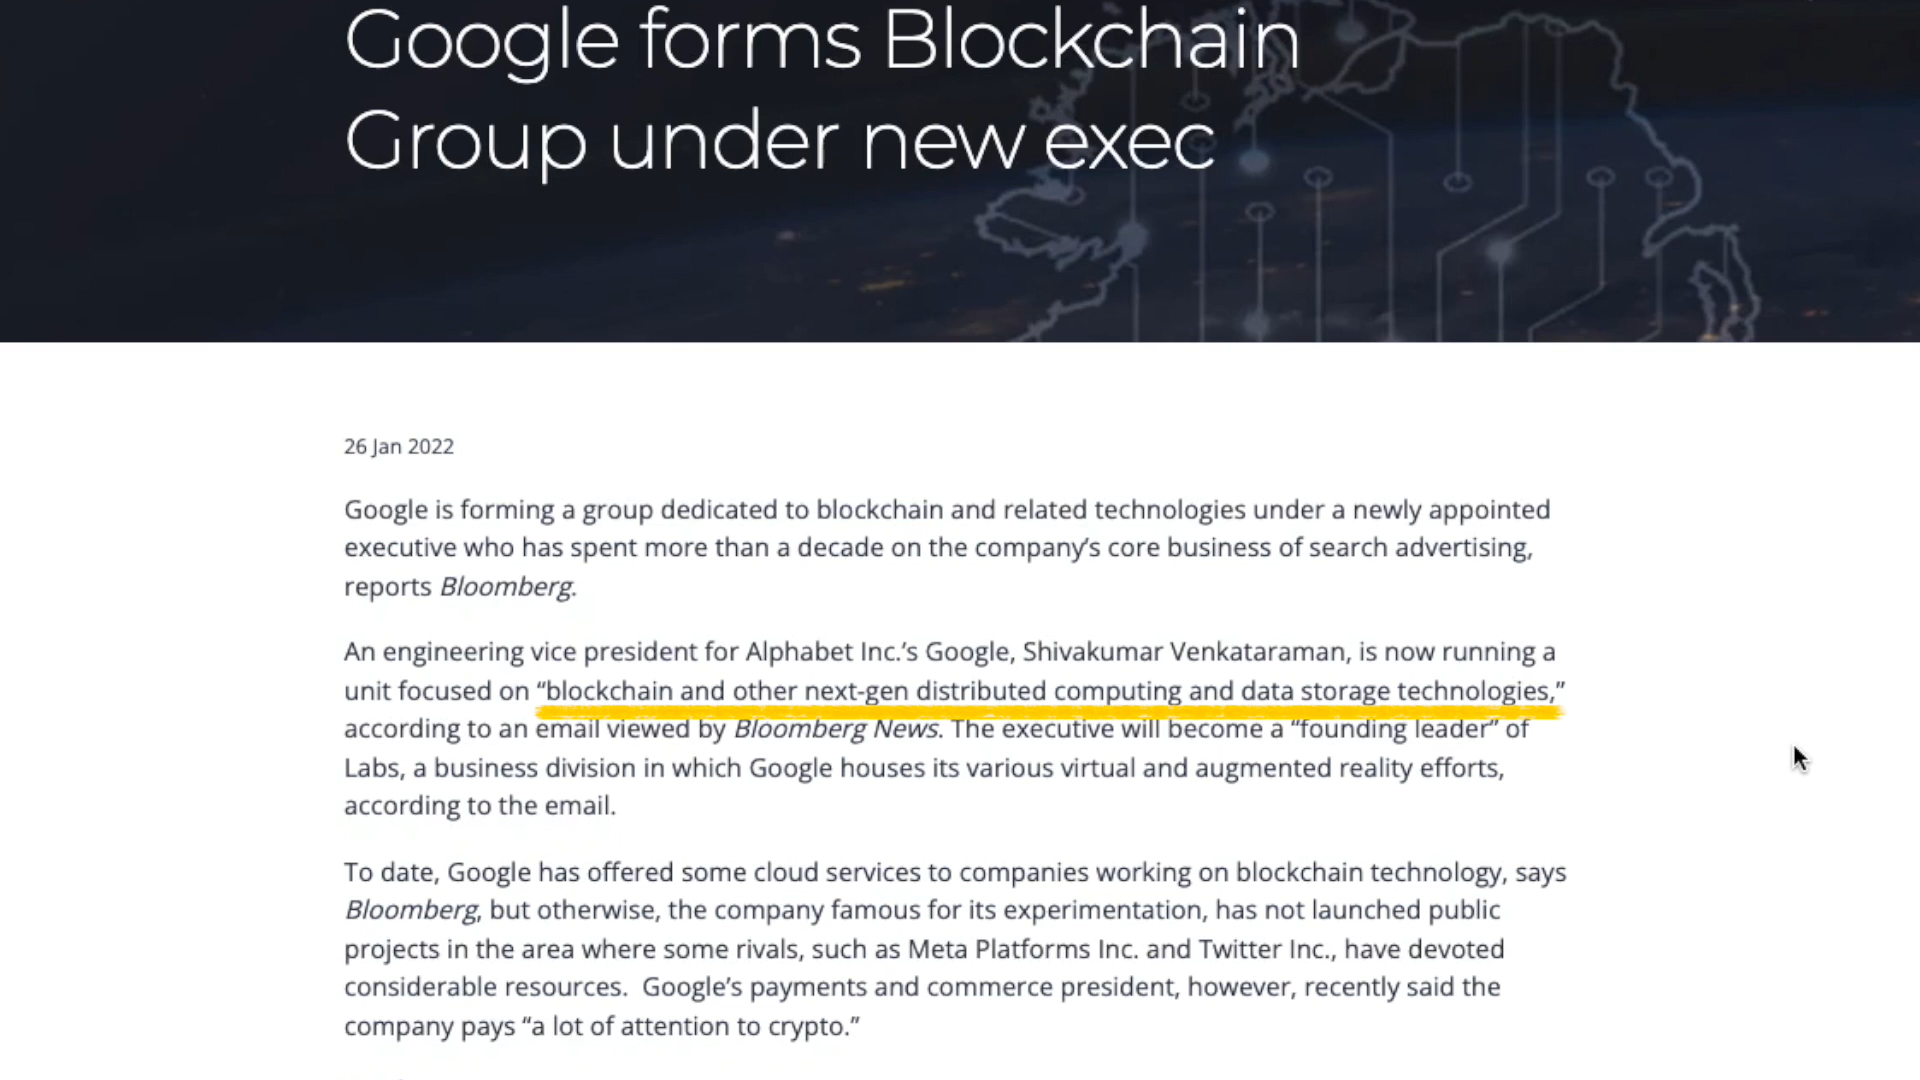 Google forms Blockchain
Group under new exec
26 Jan 2022
Google is forming a group dedicated to blockchain and related technologies under a newly appointed
executive who has spent more than a decade on the company’s core business of search advertising,
reports Bloomberg.
An engineering vice president for Alphabet Inc.’s Google, Shivakumar Venkataraman, is now running a
unit focused on “blockchain and other next-gen distributed computing and data storage technologies,”
according to an email viewed by Bloomberg News. The executive will become a “founding leader” of
Labs, a business division in which Google houses its various virtual and augmented reality efforts,
according to the email.
To date, Google has offered some cloud services to companies working on blockchain technology, says
Bloomberg, but otherwise, the company famous for its experimentation, has not launched public
projects in the area where some rivals, such as Meta Platforms Inc. and Twitter Inc., have devoted
considerable resources.  Google’s payments and commerce president, however, recently said the
company pays “a lot of attention to crypto.”